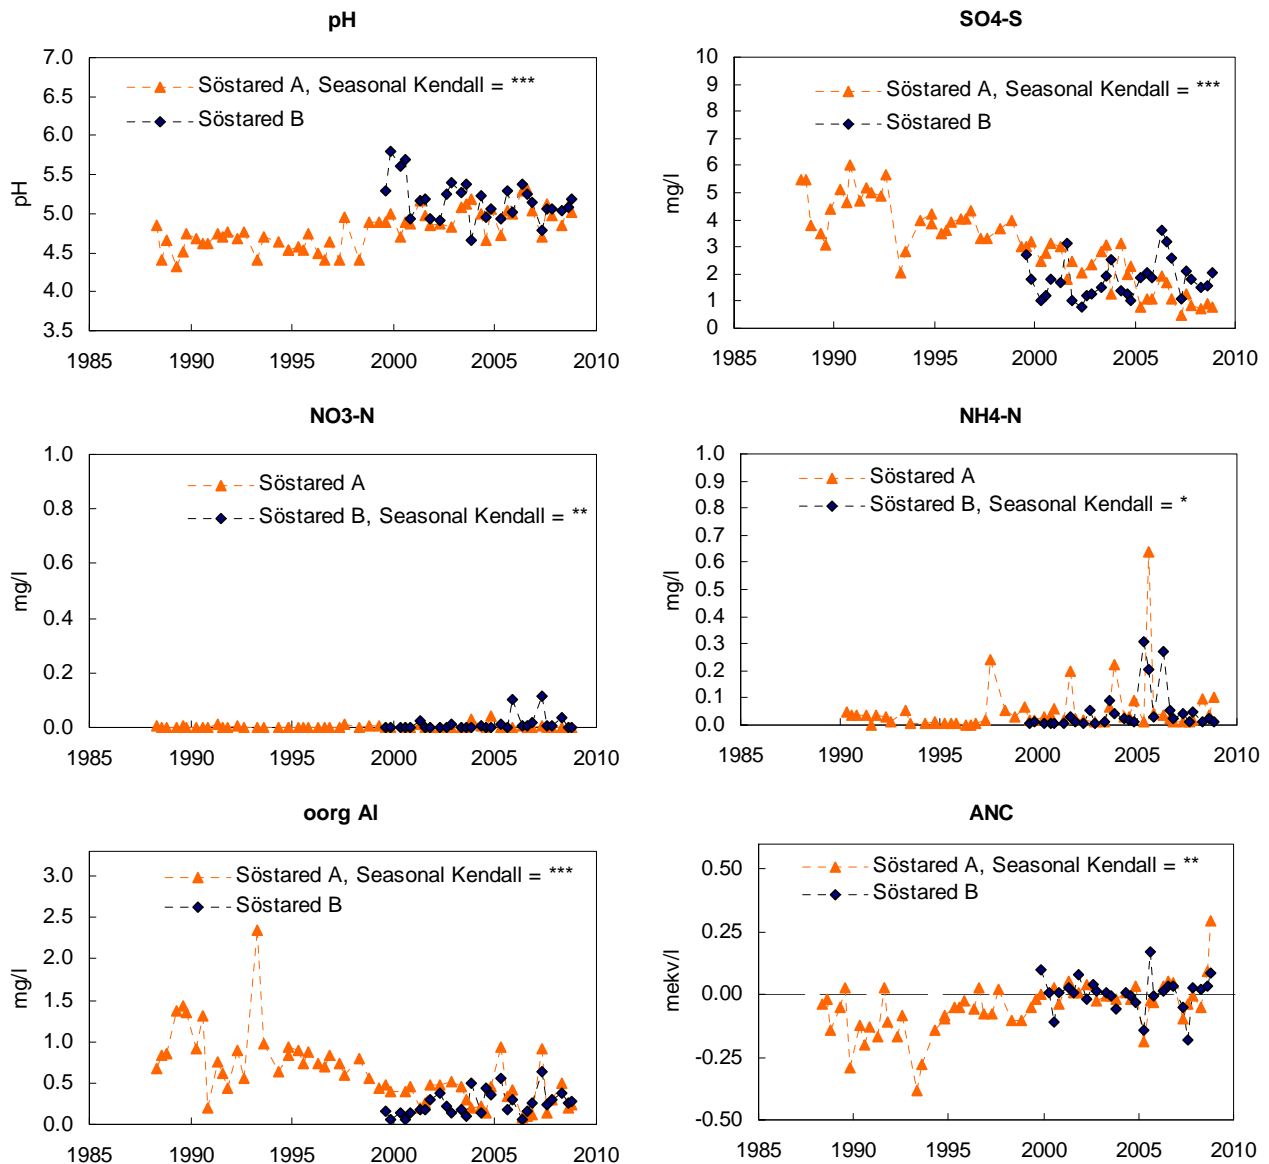 pH
7.0
6.5
6.0
5.5
5.0
4.5
4.0
3.5
pH
Söstared A, Seasonal Kendall = ***
Söstared B
1985 1990 1995 2000 2005 2010
SO4-S
10
9
8
7
6
5
4
3
2
1
0
mg/l
Söstared A, Seasonal Kendall = ***
Söstared B
1985 1990 1995 2000 2005 2010
NO3-N
1.0
0.8
0.6
0.4
0.2
0.0
mg/l
Söstared A
Söstared B, Seasonal Kendall = **
1985 1990 1995 2000 2005 2010
NH4-N
1.0
0.9
0.8
0.7
0.6
0.5
0.4
0.3
0.2
0.1
0.0
mg/l
Söstared A
Söstared B, Seasonal Kendall = *
1985 1990 1995 2000 2005 2010
oorg Al
3.0
2.5
2.0
1.5
1.0
0.5
0.0
mg/l
Söstared A, Seasonal Kendall = ***
Söstared B
1985 1990 1995 2000 2005 2010
ANC
0.50
0.25
0.00
-0.25
-0.50
mekv/l
Söstared A, Seasonal Kendall = **
Söstared B
1985 1990 1995 2000 2005 2010